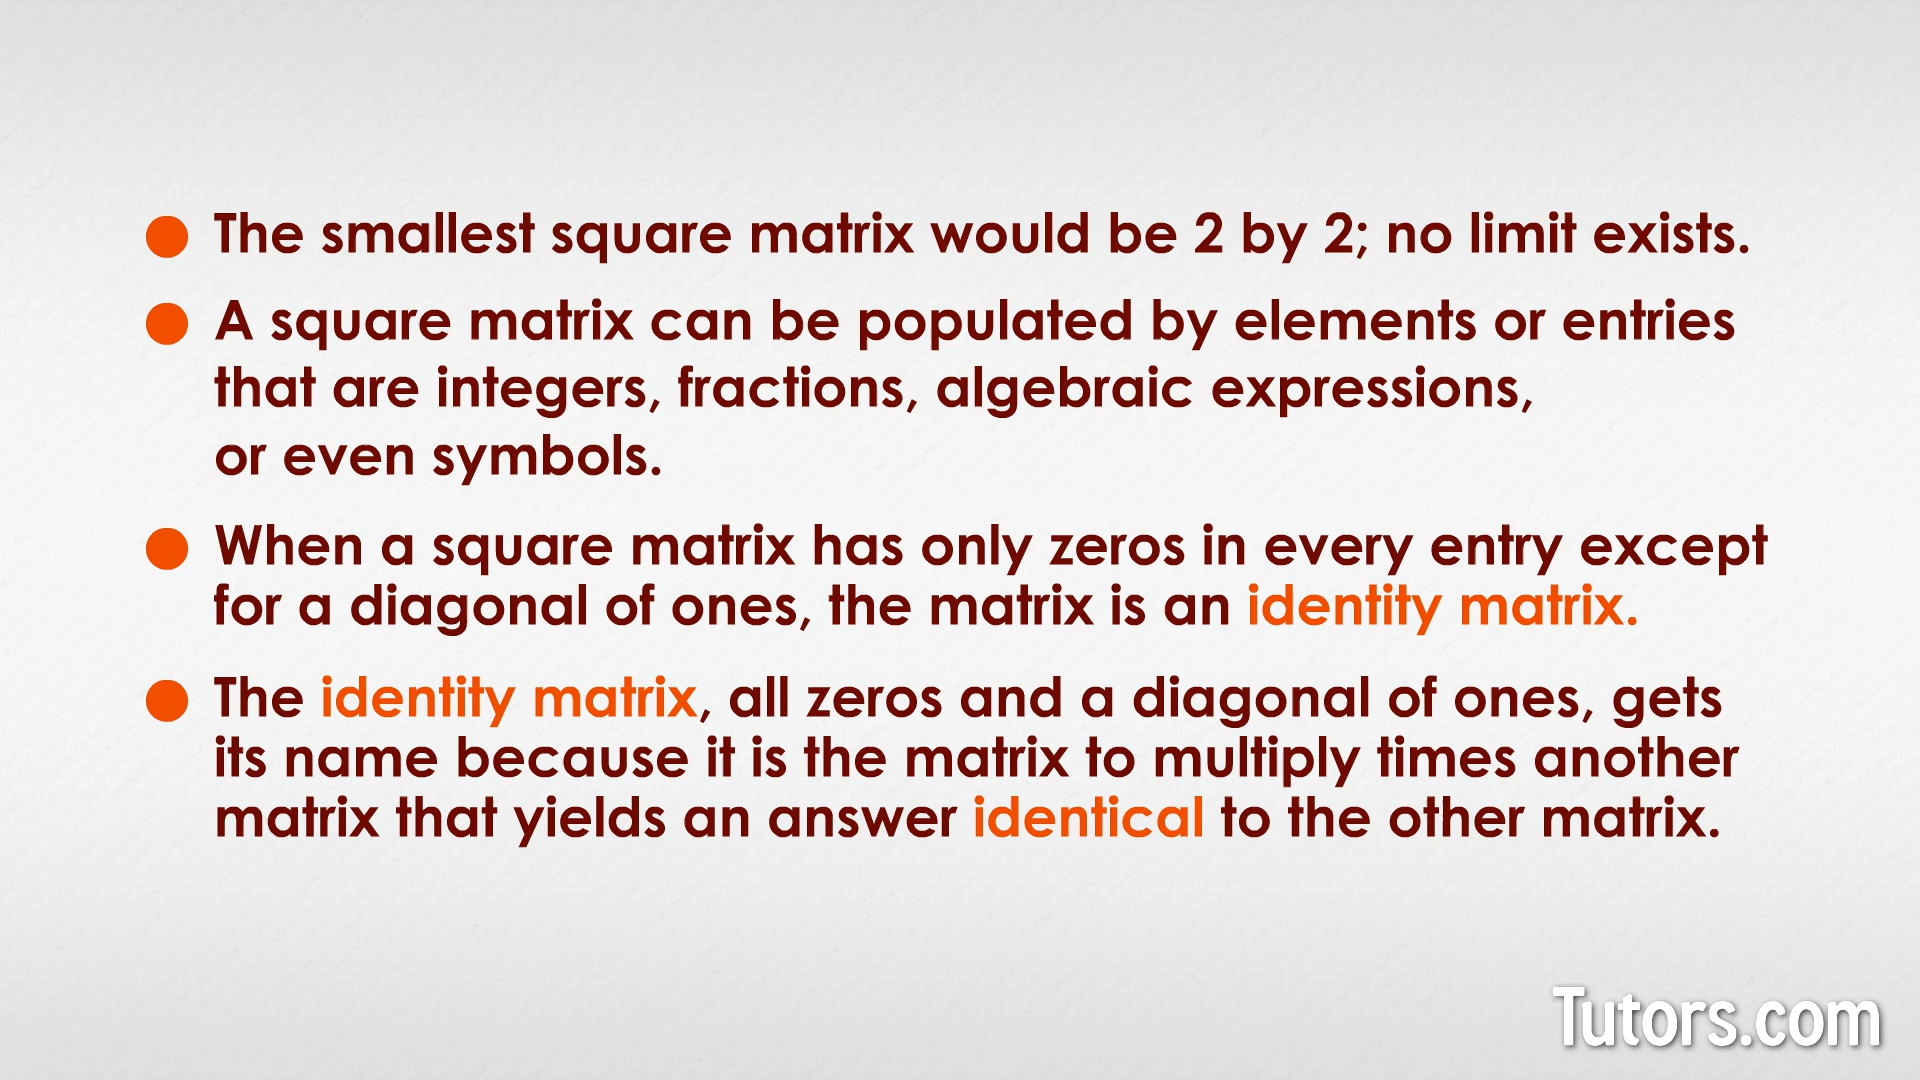 The smallest square matrix would be 2 by 2; no limit exists.
A square matrix can be populated by elements or entries
that are integers, fractions, algebraic expressions,
or even symbols.
When a square matrix has only zeros in every entry except
for a diagonal of ones, the matrix is an identity matrix.
The identity matrix, all zeros and a diagonal of ones, gets
its name because it is the matrix to multiply times another
matrix that yields an answer identical to the other matrix.
Tutors.com